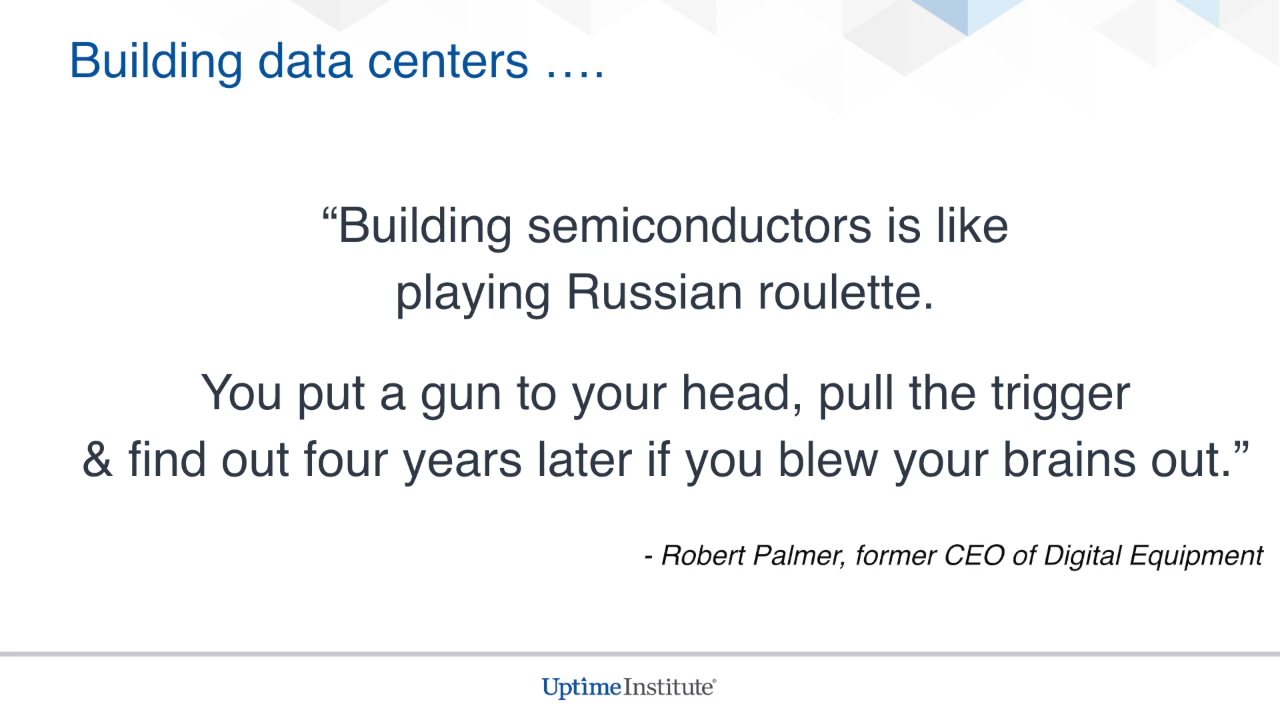 Building data centers ….
“Building semiconductors is like
playing Russian roulette.
You put a gun to your head, pull the trigger
& find out four years later if you blew your brains out.”
- Robert Palmer, former CEO of Digital Equipment
UptimeInstitute®